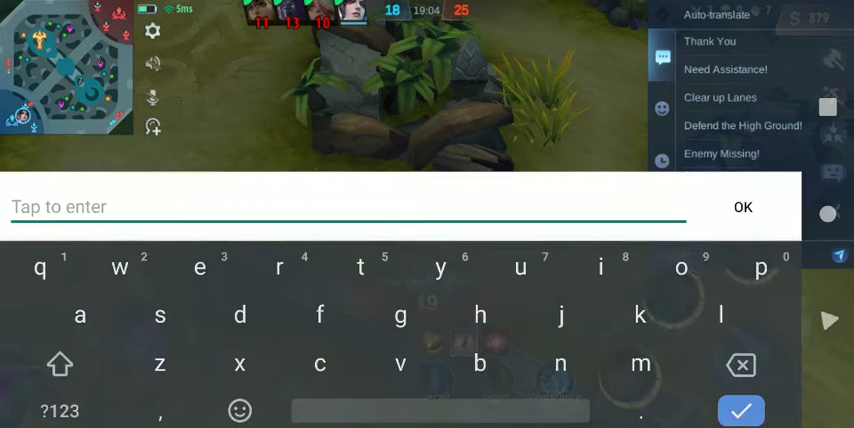 5ms
11
13
10
18
19:04
25
879
Auto-translate
Thank You
Need Assistance!
Clear up Lanes
Defend the High Ground!
Enemy Missing!
Tap to enter
OK
q 1 w 2 e 3 r 4 t 5 y 6 u 7 i 8 o 9 p 0
a s d f g h j k l
z x c v b n m
?123 , .
19